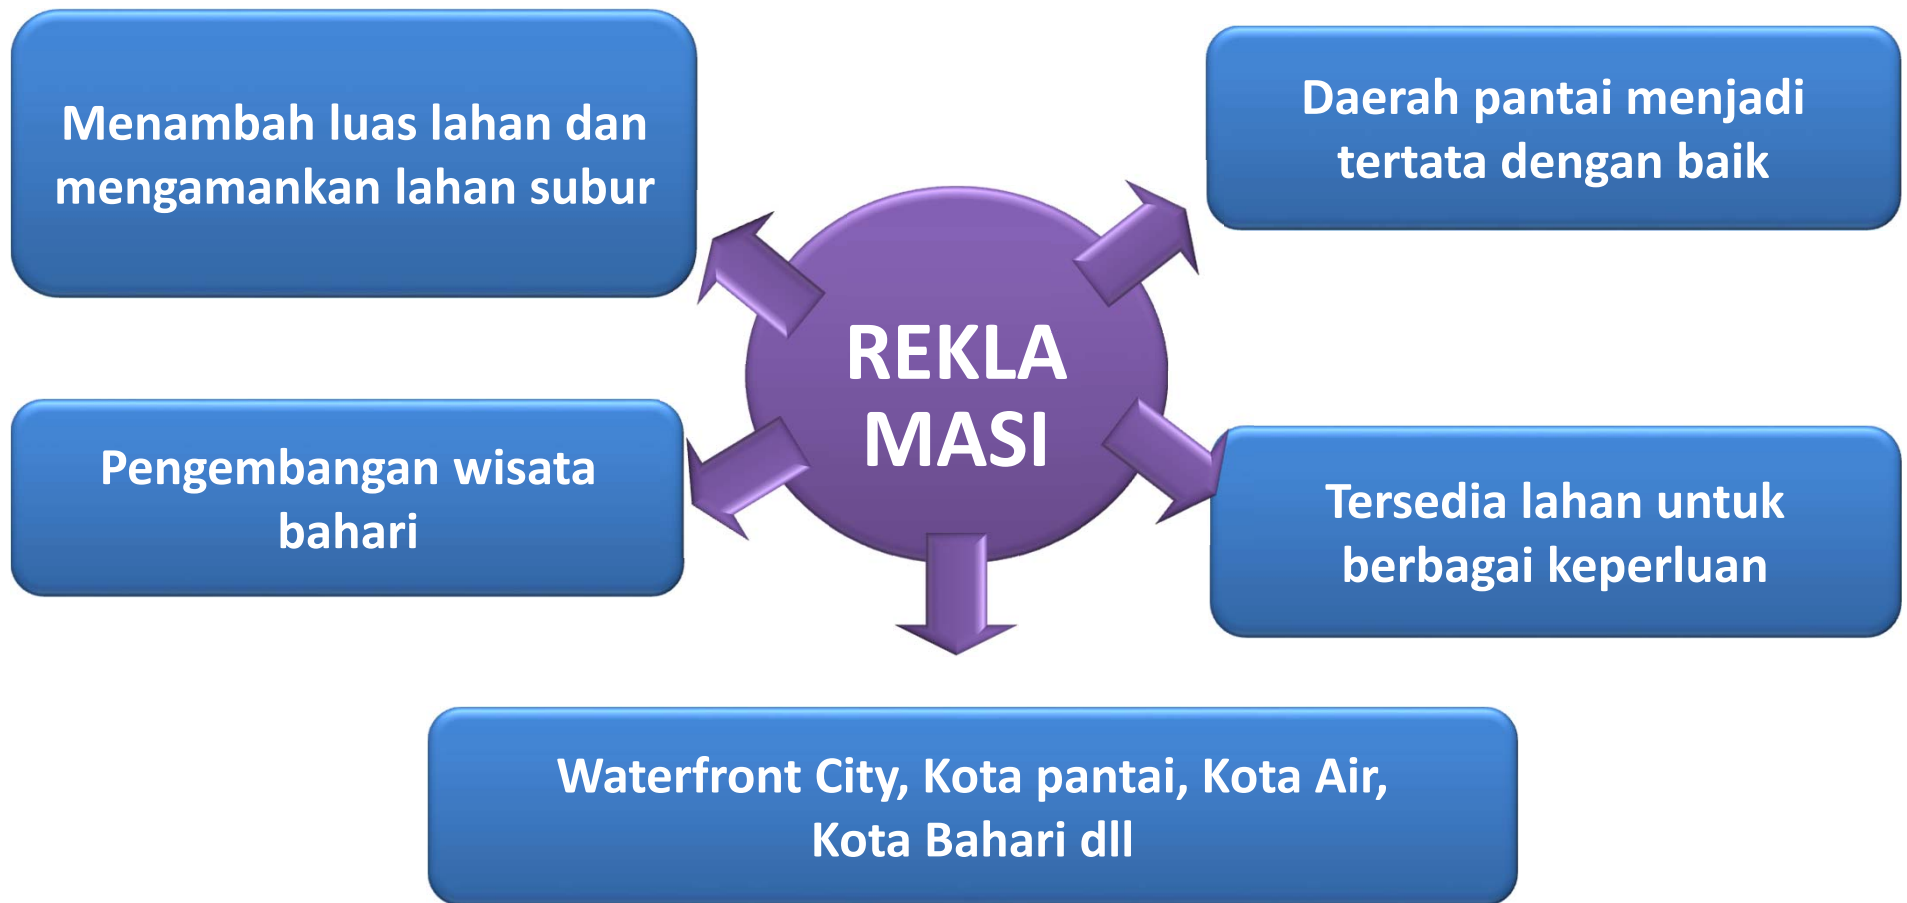 Menambah luas lahan dan
mengamankan lahan subur
Daerah pantai menjadi
tertata dengan baik
REKLA
MASI
Pengembangan wisata
bahari
Tersedia lahan untuk
berbagai keperluan
Waterfront City, Kota pantai, Kota Air,
Kota Bahari dll